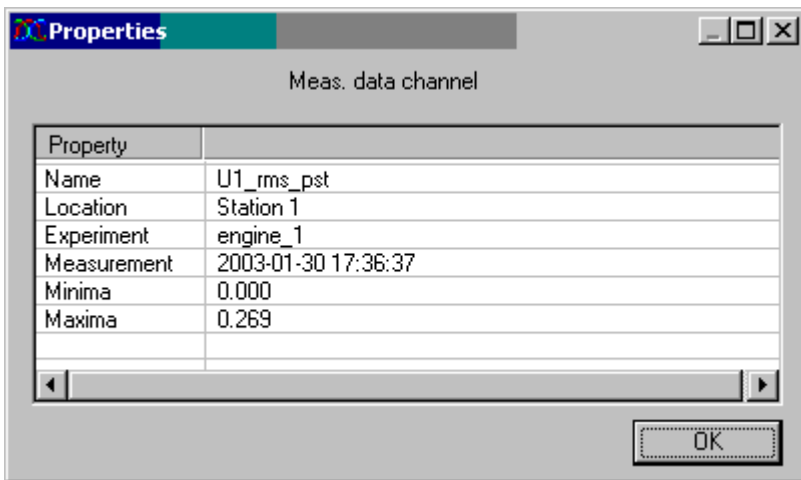 Properties
Meas. data channel
Property
Name U1_rms_pst
Location Station 1
Experiment engine_1
Measurement 2003-01-30 17:36:37
Minima 0.000
Maxima 0.269
OK